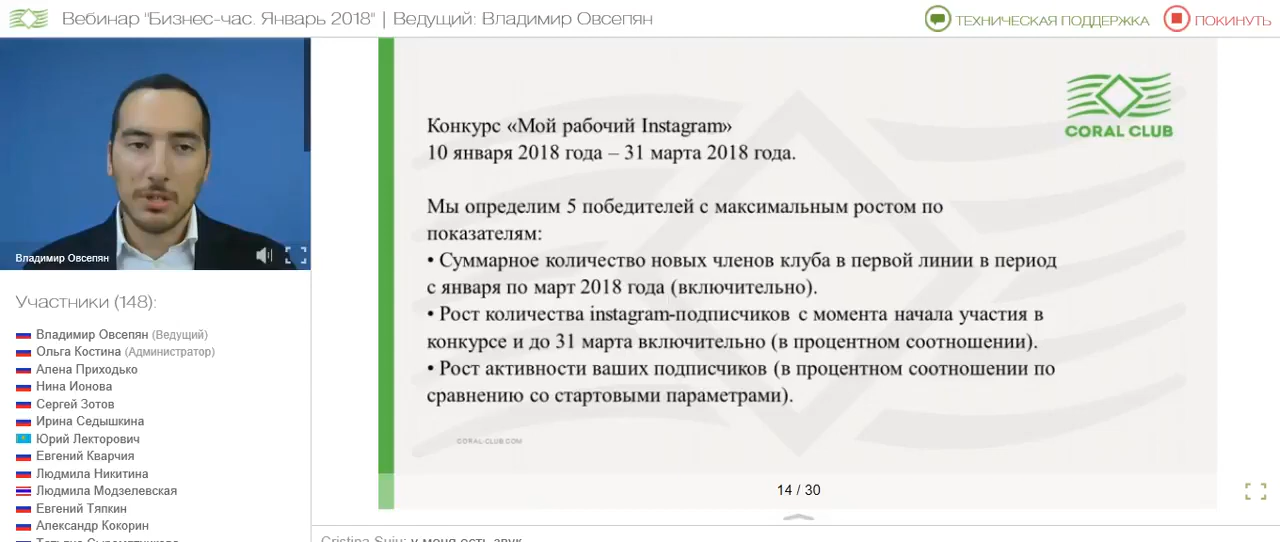 Вебинар "Бизнес-час. Январь 2018" | Ведущий: Владимир Овсепян
ТЕХНИЧЕСКАЯ ПОДДЕРЖКА
ПОКИНУТЬ
Владимир Овсепян
Участники (148):
Владимир Овсепян (Ведущий)
Ольга Костина (Администратор)
Алена Приходько
Нина Ионова
Сергей Зотов
Ирина Седышкина
Юрий Лекторович
Евгений Кварчия
Людмила Никитина
Людмила Модзелевская
Евгений Тяпкин
Александр Кокорин
CORAL CLUB
Конкурс «Мой рабочий Instagram»
10 января 2018 года – 31 марта 2018 года.
Мы определим 5 победителей с максимальным ростом по
показателям:
• Суммарное количество новых членов клуба в первой линии в период
с января по март 2018 года (включительно).
• Рост количества instagram-подписчиков с момента начала участия в
конкурсе и до 31 марта включительно (в процентном соотношении).
• Рост активности ваших подписчиков (в процентном соотношении по
сравнению со стартовыми параметрами).
CORAL-CLUB.COM
14 / 30
у меня есть звук